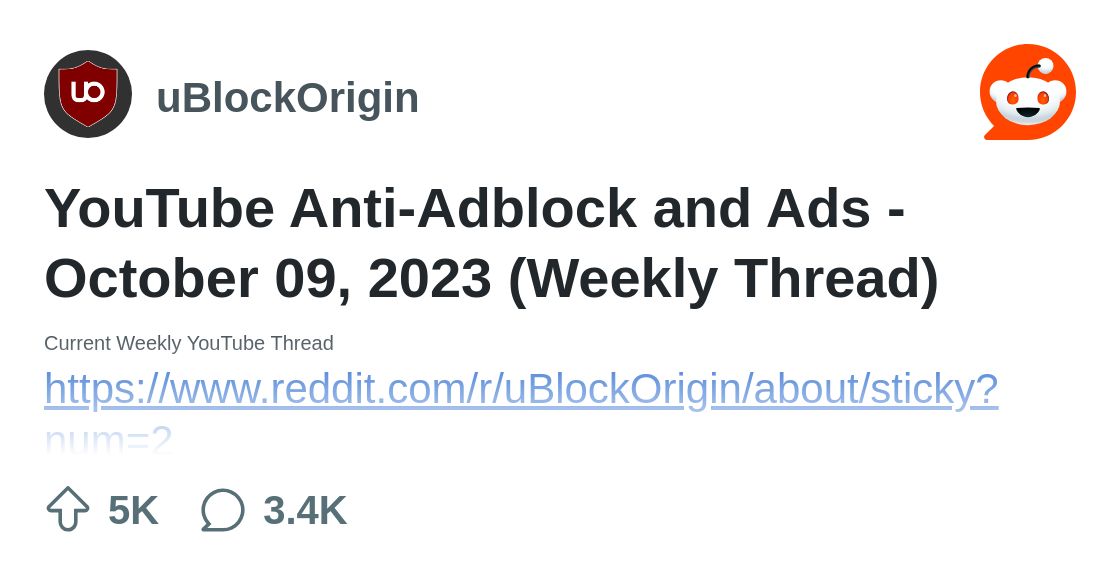 uBlockOrigin
YouTube Anti-Adblock and Ads -
October 09, 2023 (Weekly Thread)
Current Weekly YouTube Thread
https://www.reddit.com/r/uBlockOrigin/about/sticky?
num=2
5K 3.4K